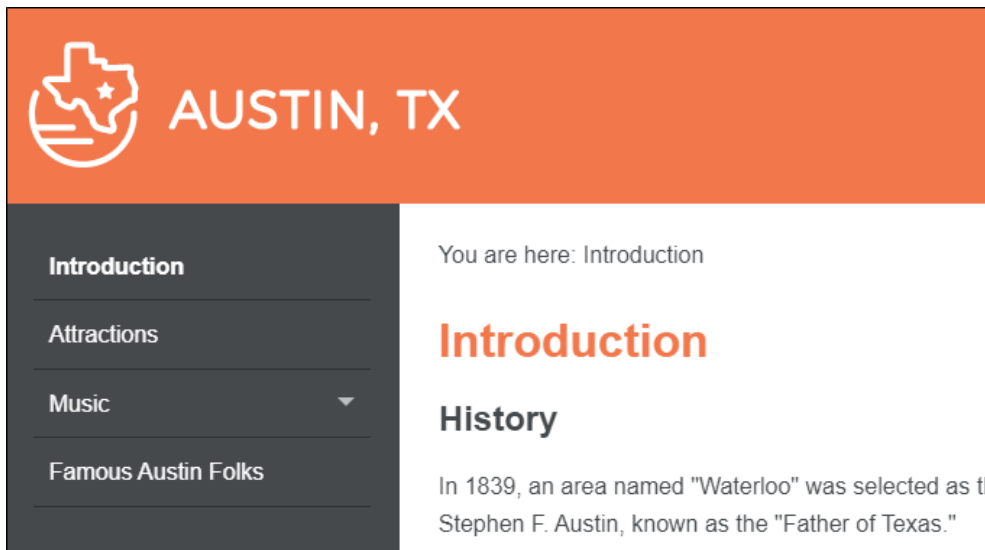 AUSTIN, TX
Introduction
Attractions
Music
Famous Austin Folks
You are here: Introduction
Introduction
History
In 1839, an area named "Waterloo" was selected as
Stephen F. Austin, known as the "Father of Texas."